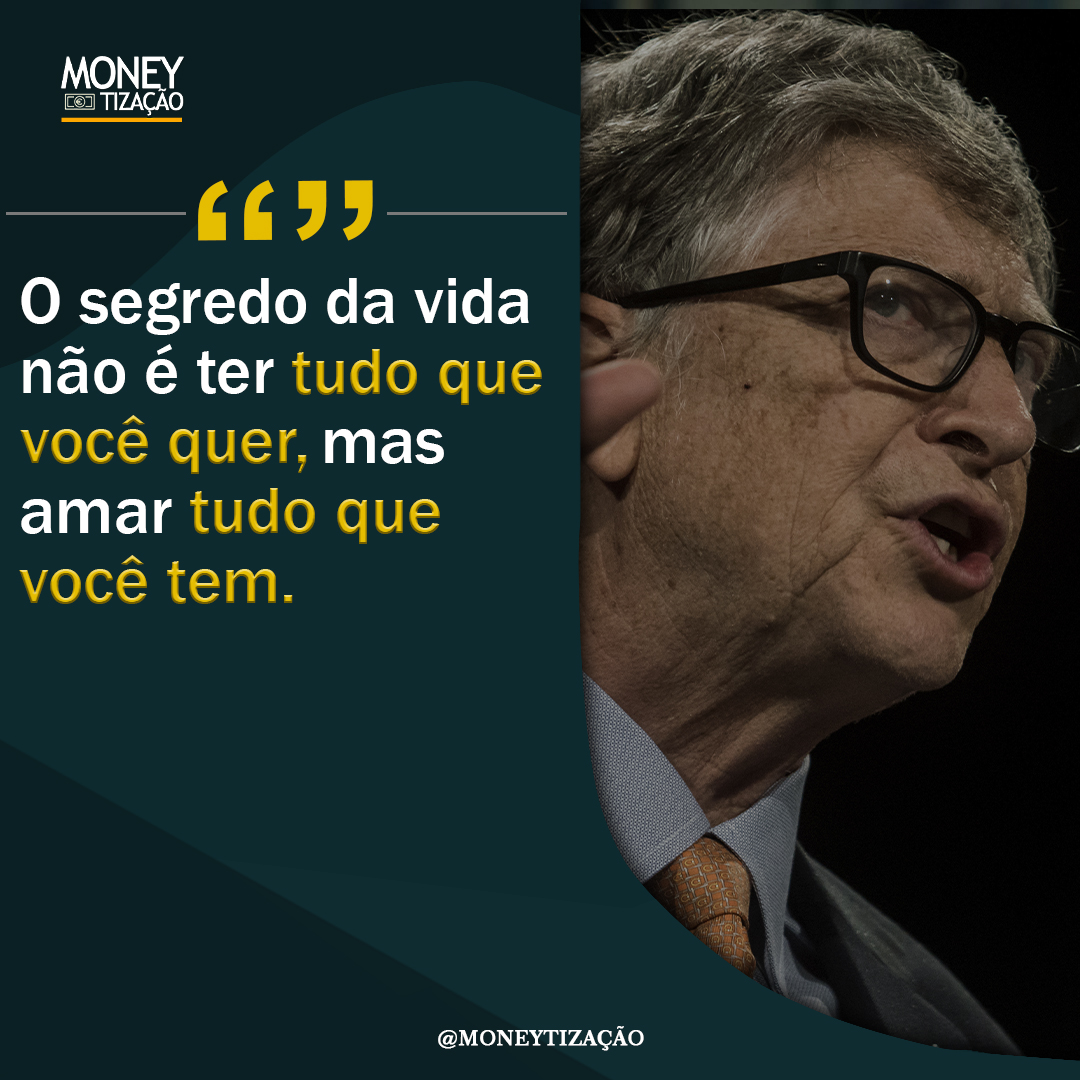 MONEY
TIZAÇÃO
“ ”
O segredo da vida
não é ter tudo que
você quer, mas
amar tudo que
você tem.
@MONEYTIZAÇÃO